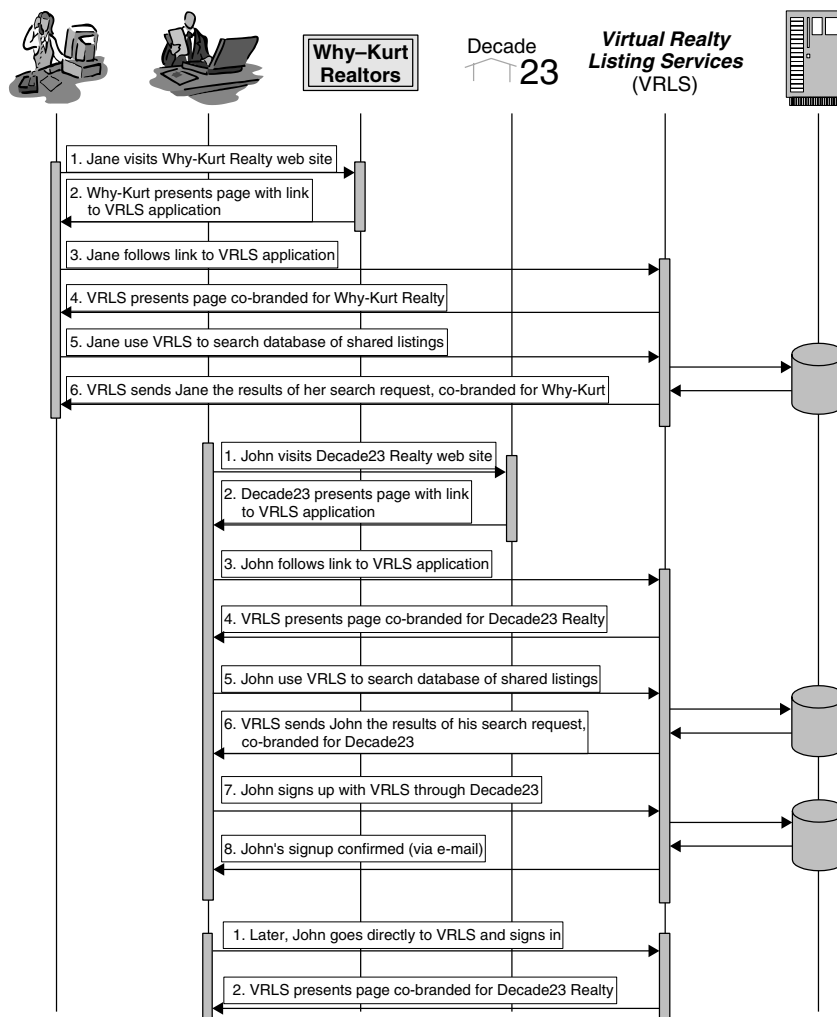 Why–Kurt
Realtors
Decade
23
Virtual Realty
Listing Services
(VRLS)
1. Jane visits Why-Kurt Realty web site
2. Why-Kurt presents page with link
to VRLS application
3. Jane follows link to VRLS application
4. VRLS presents page co-branded for Why-Kurt Realty
5. Jane use VRLS to search database of shared listings
6. VRLS sends Jane the results of her search request, co-branded for Why-Kurt
1. John visits Decade23 Realty web site
2. Decade23 presents page with link
to VRLS application
3. John follows link to VRLS application
4. VRLS presents page co-branded for Decade23 Realty
5. John use VRLS to search database of shared listings
6. VRLS sends John the results of his search request,
co-branded for Decade23
7. John signs up with VRLS through Decade23
8. John's signup confirmed (via e-mail)
1. Later, John goes directly to VRLS and signs in
2. VRLS presents page co-branded for Decade23 Realty